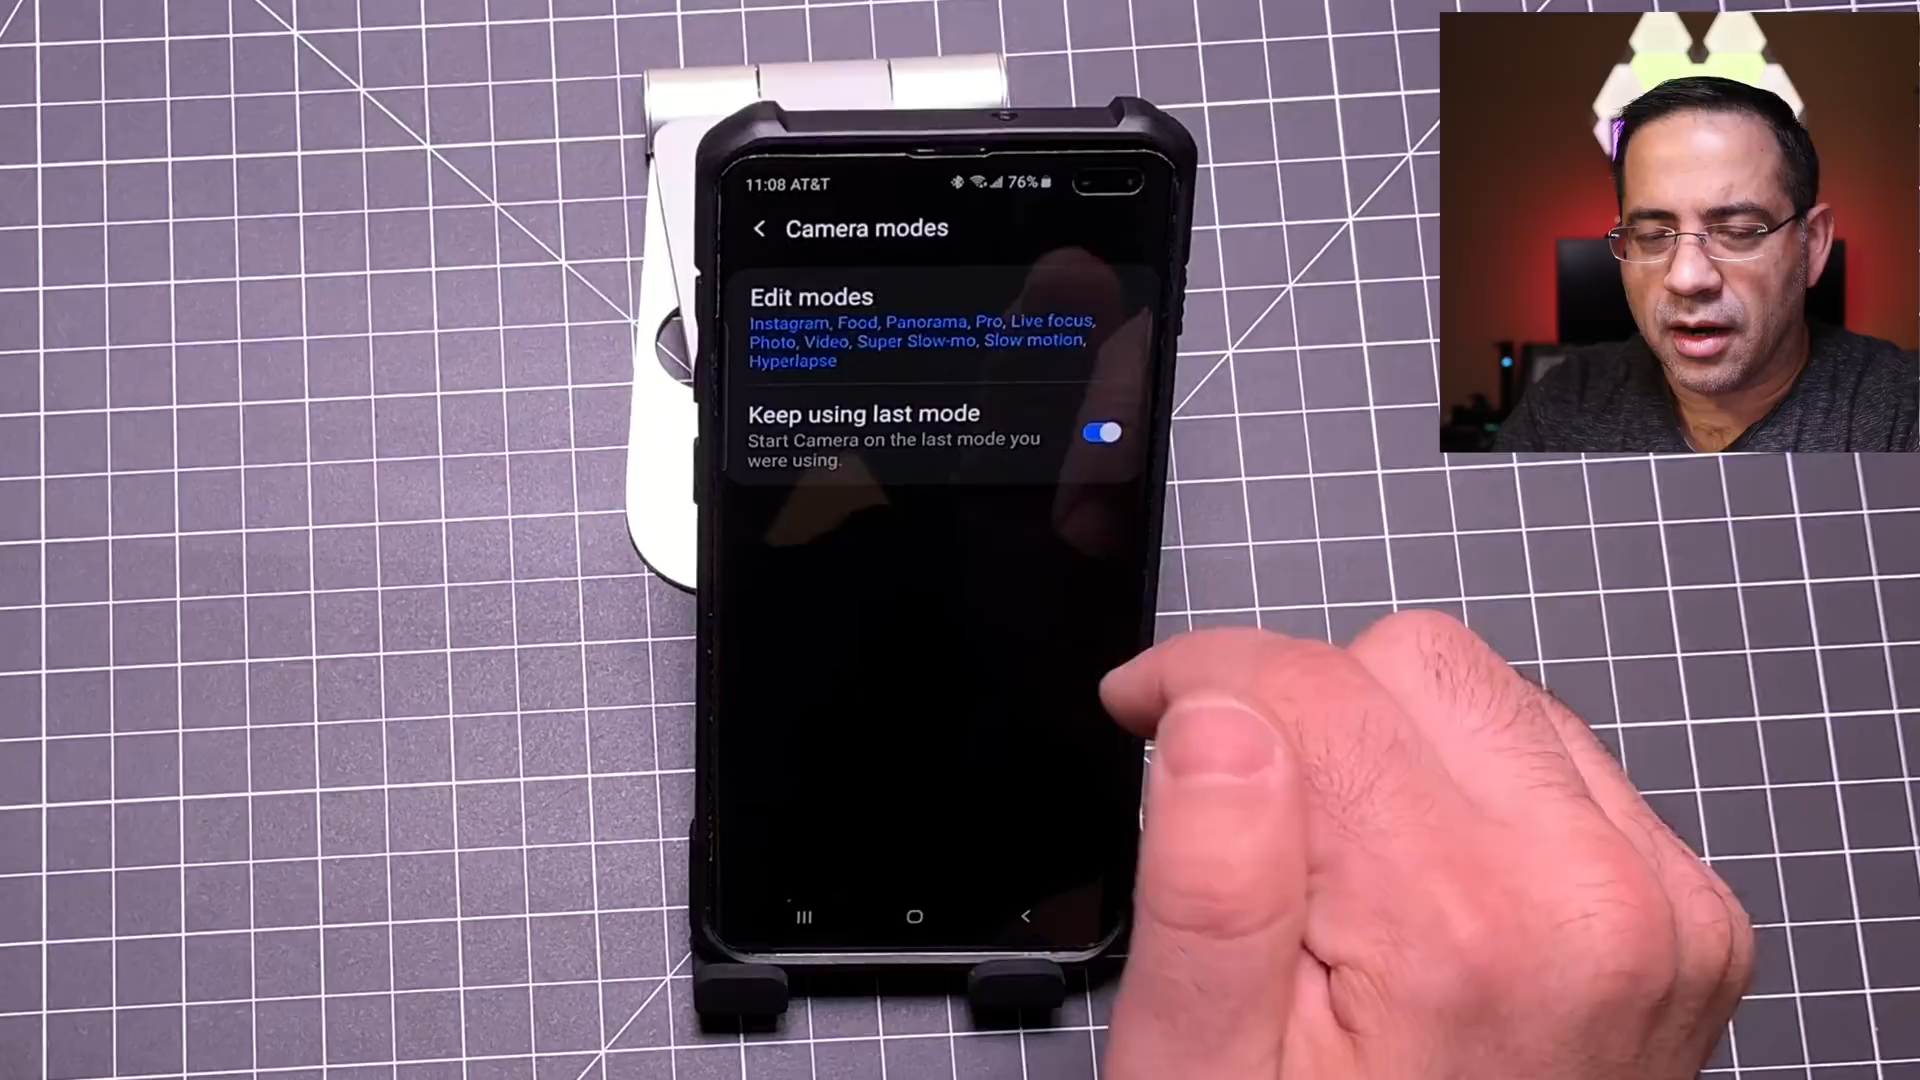 11:08 AT&T 76%
Camera modes
Edit modes
Instagram, Food, Panorama, Pro, Live focus,
Photo, Video, Super Slow-mo, Slow motion,
Hyperlapse
Keep using last mode
Start Camera on the last mode you
were using.